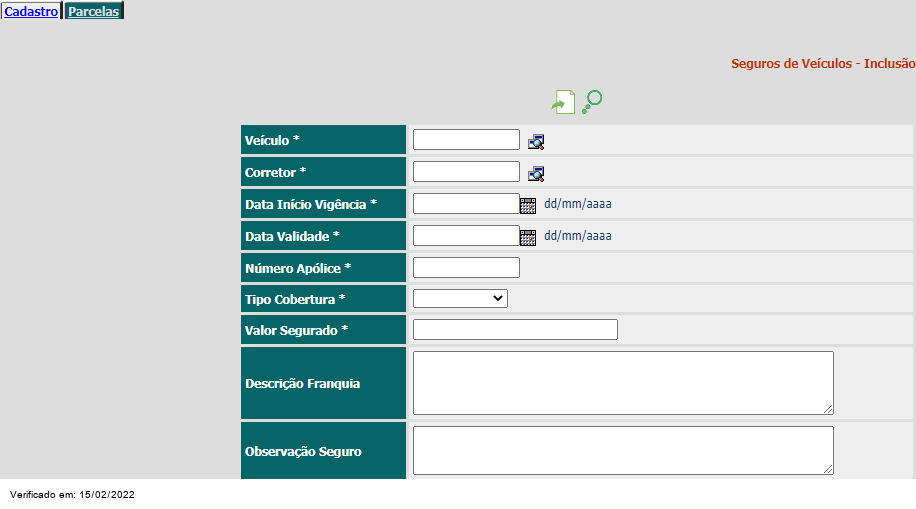 Cadastro Parcelas
Seguros de Veículos - Inclusão
Veículo *
Corretor *
Data Início Vigência * dd/mm/aaaa
Data Validade * dd/mm/aaaa
Número Apólice *
Tipo Cobertura *
Valor Segurado *
Descrição Franquia
Observação Seguro
Verificado em: 15/02/2022